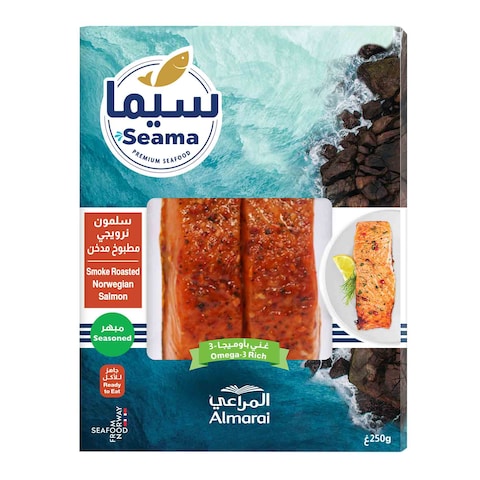 سيما
Seama
PREMIUM SEAFOOD
سلمون
نرويجي
مطبوخ مدخن
Smoke Roasted
Norwegian
Salmon
مبهر
Seasoned
غني بأوميجا-3
Omega-3 Rich
جاهز
للأكل
Ready
to Eat
المراعي
Almarai
SEAFOOD
FROM
NORWAY
250g غ